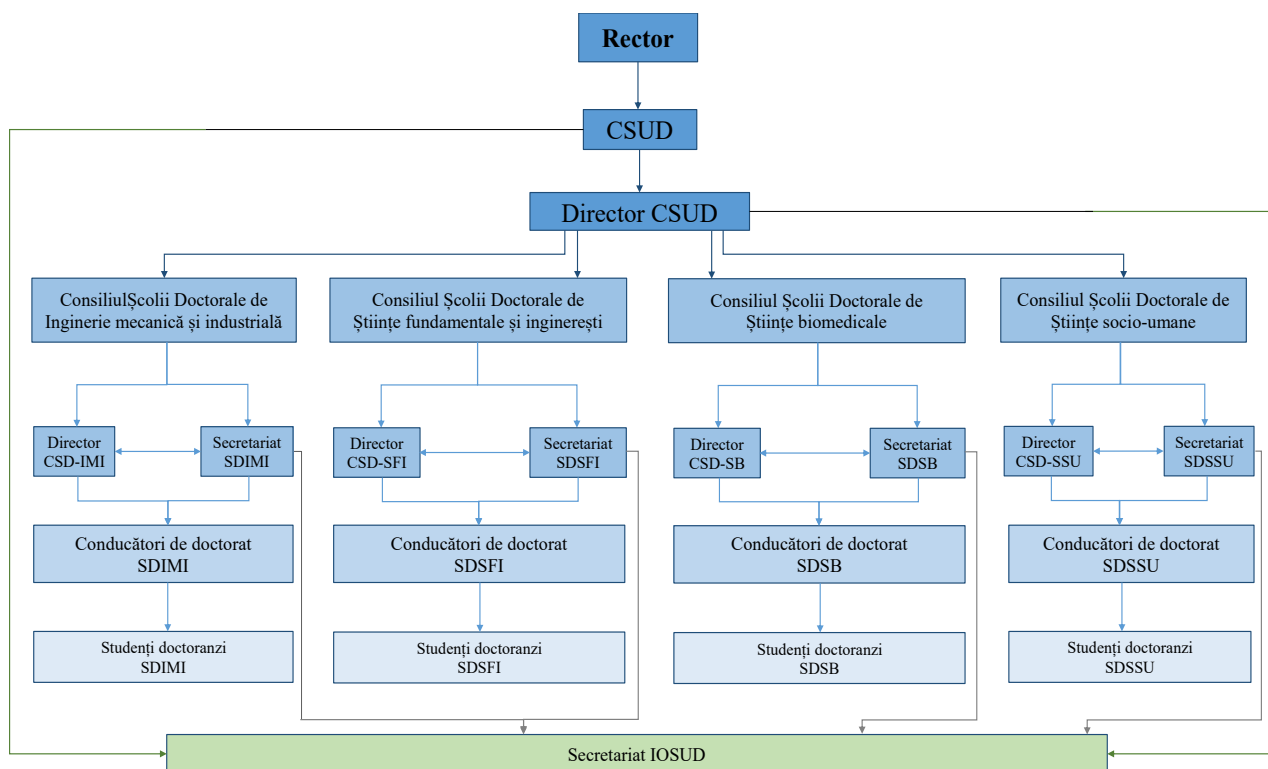 Rector
CSUD
Director CSUD
ConsiliulȘcolii Doctorale de
Inginerie mecanică și industrială
Consiliul Școlii Doctorale de
Științe fundamentale și inginerești
Consiliul Școlii Doctorale de
Științe biomedicale
Consiliul Școlii Doctorale de
Științe socio-umane
Director
CSD-IMI
Secretariat
SDIMI
Director
CSD-SFI
Secretariat
SDSFI
Director
CSD-SB
Secretariat
SDSB
Director
CSD-SSU
Secretariat
SDSSU
Conducători de doctorat
SDIMI
Conducători de doctorat
SDSFI
Conducători de doctorat
SDSB
Conducători de doctorat
SDSSU
Studenți doctoranzi
SDIMI
Studenți doctoranzi
SDSFI
Studenți doctoranzi
SDSB
Studenți doctoranzi
SDSSU
Secretariat IOSUD